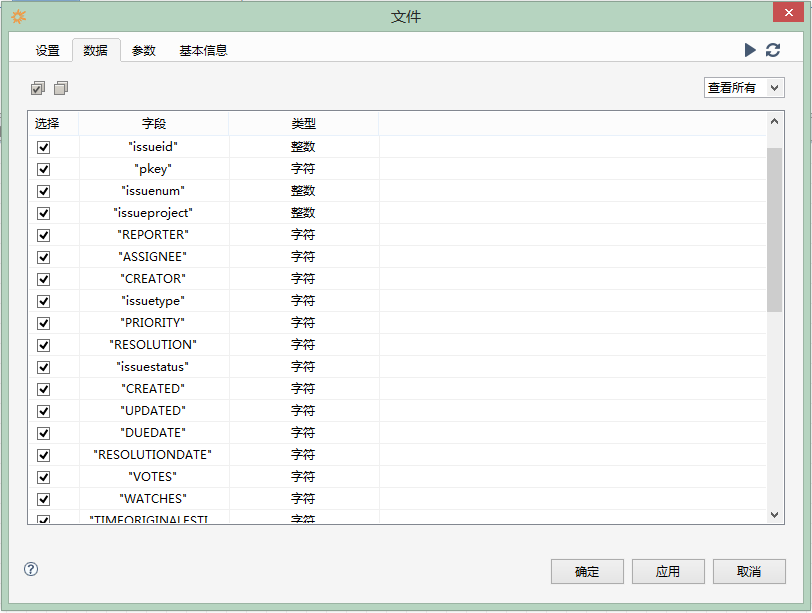 文件
设置 数据 参数 基本信息
查看所有
选择 字段 类型
"issueid" 整数
"pkey" 字符
"issuenum" 整数
"issueproject" 整数
"REPORTER" 字符
"ASSIGNEE" 字符
"CREATOR" 字符
"issuetype" 字符
"PRIORITY" 字符
"RESOLUTION" 字符
"issuestatus" 字符
"CREATED" 字符
"UPDATED" 字符
"DUEDATE" 字符
"RESOLUTIONDATE" 字符
"VOTES" 字符
"WATCHES" 字符
"TIMEORIGINALESTI 字符
确定 应用 取消